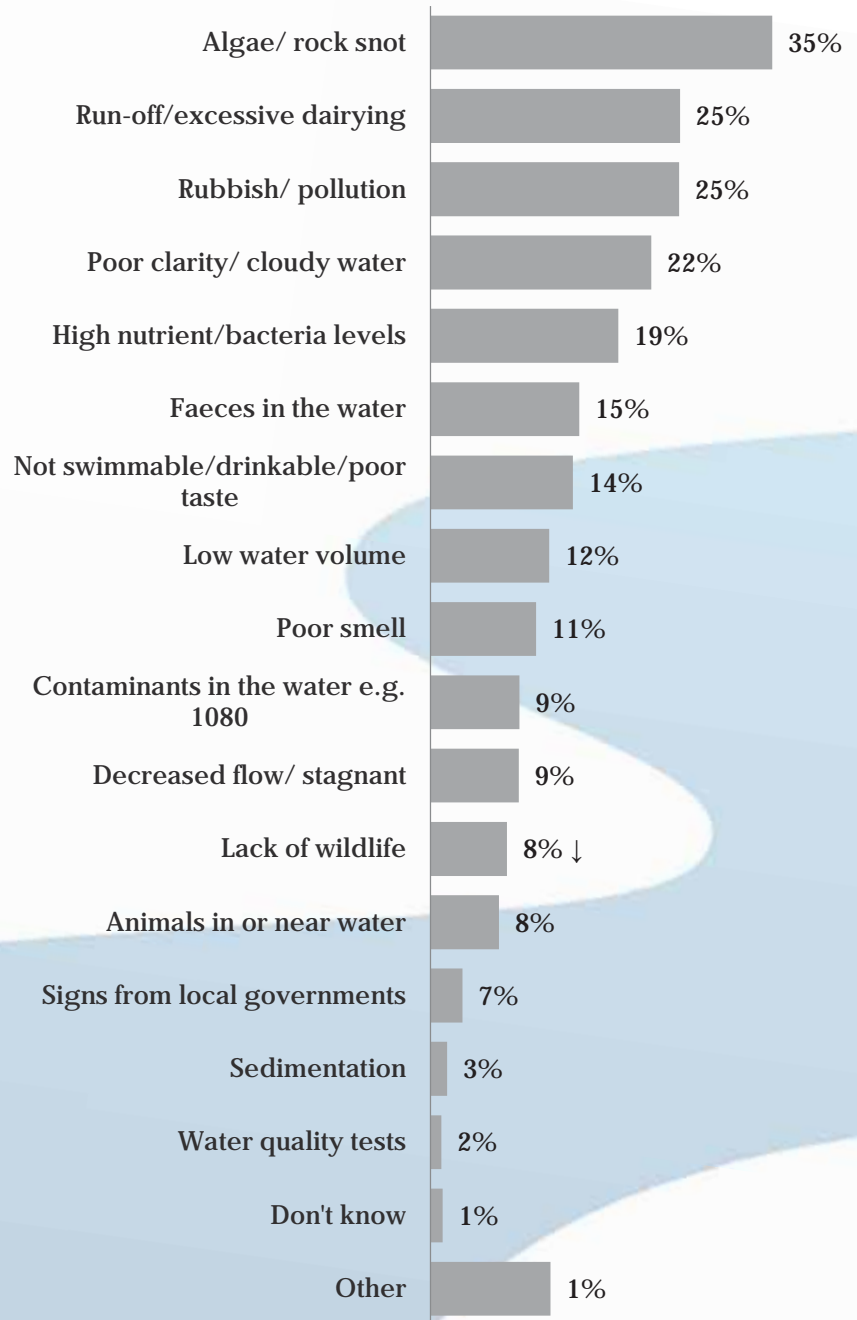 Algae/ rock snot 35%
Run-off/excessive dairying 25%
Rubbish/ pollution 25%
Poor clarity/ cloudy water 22%
High nutrient/bacteria levels 19%
Faeces in the water 15%
Not swimmable/drinkable/poor
taste 14%
Low water volume 12%
Poor smell 11%
Contaminants in the water e.g.
1080 9%
Decreased flow/ stagnant 9%
Lack of wildlife 8% ↓
Animals in or near water 8%
Signs from local governments 7%
Sedimentation 3%
Water quality tests 2%
Don't know 1%
Other 1%